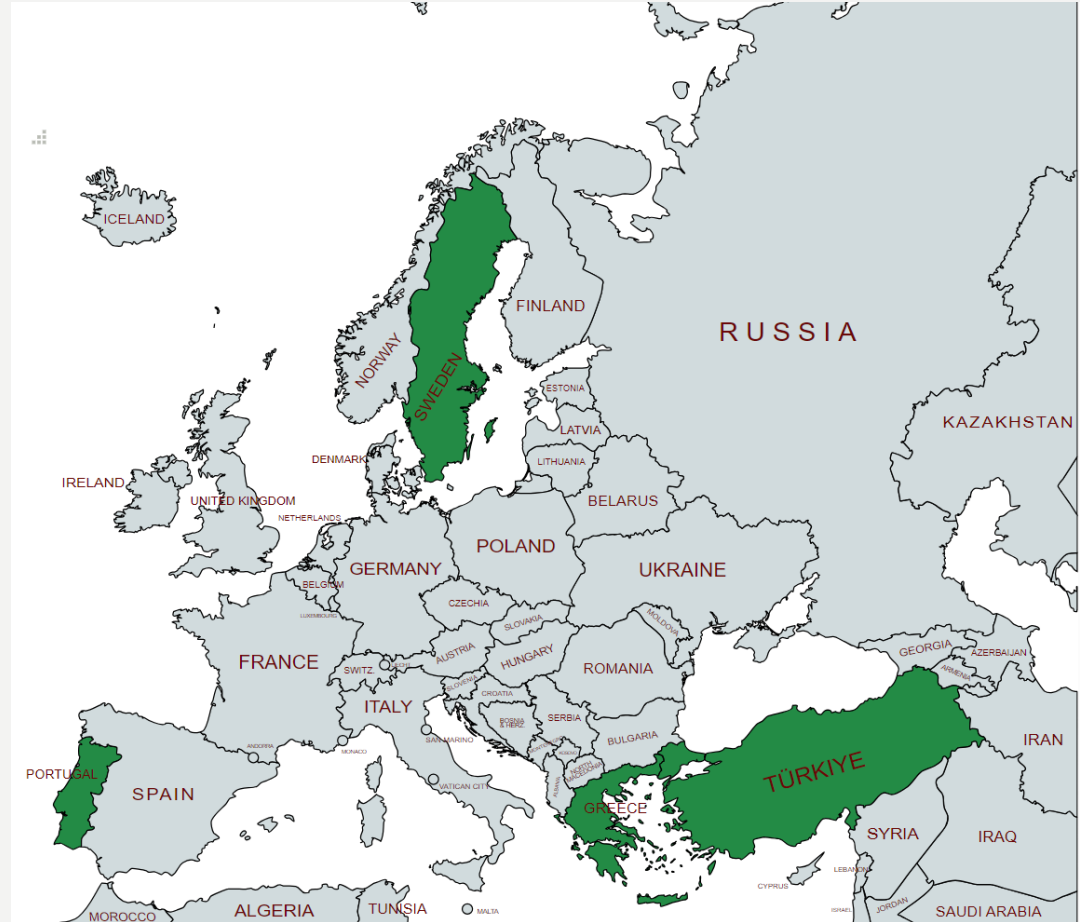 ICELAND
FINLAND
RUSSIA
NORWAY
SWEDEN
ESTONIA
KAZAKHSTAN
LATVIA
DENMARK
LITHUANIA
IRELAND
UNITED KINGDOM
BELARUS
NETHERLANDS
POLAND
GERMANY
UKRAINE
BELGIUM
CZECHIA
LUXEMBOURG
SLOVAKIA
MOLDOVA
FRANCE
AUSTRIA
HUNGARY
GEORGIA
AZERBAIJAN
SWITZ.
ROMANIA
ARMENIA
SLOVENIA
CROATIA
ITALY
SERBIA
BOSNIA
& HERZ.
SAN MARINO
BULGARIA
IRAN
ANDORRA
MONACO
MONTENEGRO
KOSOVO
PORTUGAL
NORTH
MACEDONIA
TÜRKIYE
SPAIN
VATICAN CITY
ALBANIA
GREECE
SYRIA
IRAQ
LEBANON
CYPRUS
MOROCCO
ALGERIA
TUNISIA
MALTA
ISRAEL
JORDAN
SAUDI ARABIA